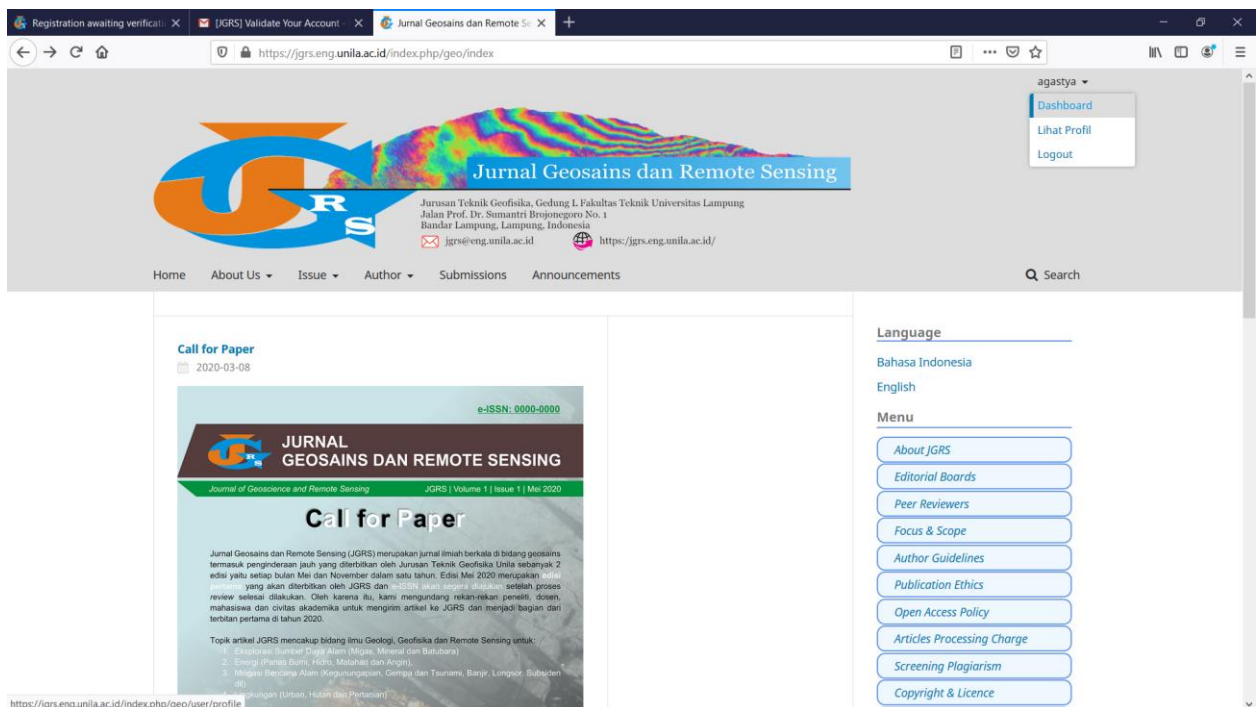 Registration awaiting verificati
[JGRS] Validate Your Account -
Jurnal Geosains dan Remote Se
https://jgrs.eng.unila.ac.id/index.php/geo/index
agastya
Dashboard
Lihat Profil
Logout
JGRS
Jurnal Geosains dan Remote Sensing
Jurusan Teknik Geofisika, Gedung L Fakultas Teknik Universitas Lampung
Jalan Prof. Dr. Sumantri Brojonegoro No. 1
Bandar Lampung, Lampung, Indonesia
jgrs@eng.unila.ac.id https:/jgrs.eng.unila.ac.id/
Home About Us Issue Author Submissions Announcements Search
Call for Paper
2020-03-08
e-ISSN: 0000-0000
JURNAL
GEOSAINS DAN REMOTE SENSING
Journal of Geoscience and Remote Sensing JGRS | Volume 1 | Issue 1 | Mei 2020
Call for Paper
Jurnal Geosains dan Remote Sensing (JGRS) merupakan jurnal ilmiah berkala di bidang geosains
termasuk penginderaan jauh yang diterbitkan oleh Jurusan Teknik Geofisika Unila sebanyak 2
edisi yaitu setiap bulan Mei dan November dalam satu tahun. Edisi Mei 2020 merupakan edisi
pertama yang akan diterbitkan oleh JGRS dan e-ISSN akan segera diajukan setelah proses
review selesai dilakukan. Oleh karena itu, kami mengundang rekan-rekan peneliti, dosen,
mahasiswa dan civitas akademika untuk mengirim artikel ke JGRS dan menjadi bagian dari
terbitan pertama di tahun 2020.
Topik artikel JGRS mencakup bidang ilmu Geologi, Geofisika dan Remote Sensing untuk:
1. Eksplorasi Sumber Daya Alam (Migas, Mineral dan Batubara)
2. Energi (Panas Bumi, Hidro, Matahari dan Angin),
3. Mitigasi Bencana Alam (Kegunungapian, Gempa dan Tsunami, Banjir, Longsor, Subsiden
dll)
4. Lingkungan (Urban, Hutan dan Pertanian)
Language
Bahasa Indonesia
English
Menu
About JGRS
Editorial Boards
Peer Reviewers
Focus & Scope
Author Guidelines
Publication Ethics
Open Access Policy
Articles Processing Charge
Screening Plagiarism
Copyright & Licence
https://jgrs.eng.unila.ac.id/index.php/geo/user/profile